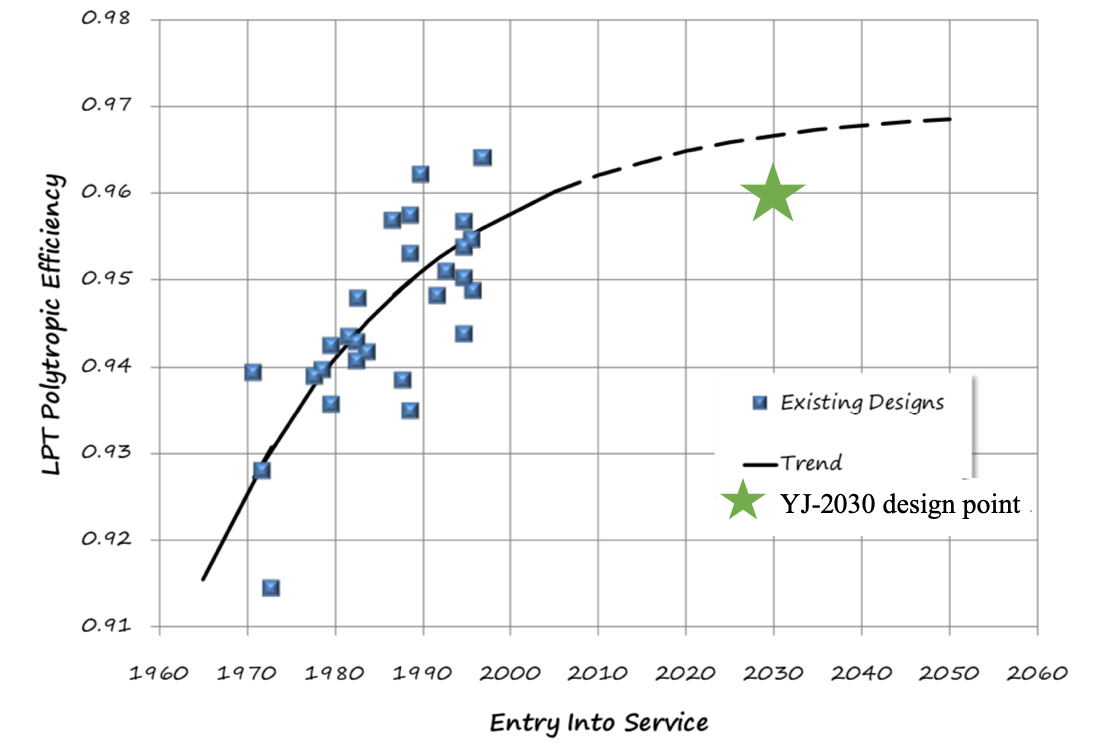 0.98
0.97
0.96
0.95
0.94
0.93
0.92
0.91
LPT Polytropic Efficiency
Existing Designs
Trend
YJ-2030 design point
1960 1970 1980 1990 2000 2010 2020 2030 2040 2050 2060
Entry Into Service